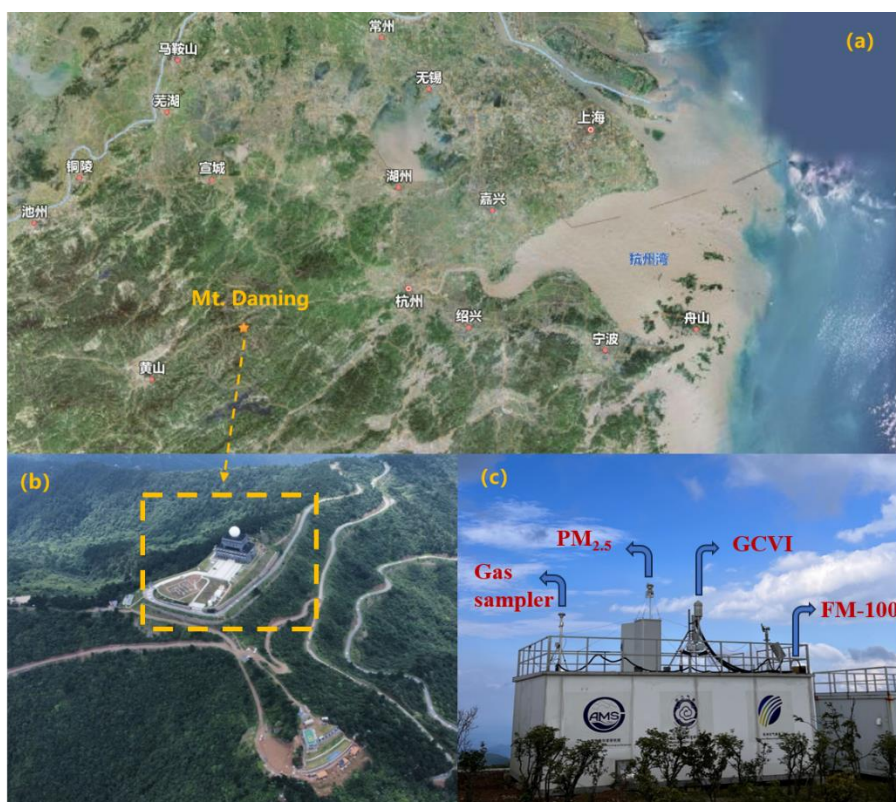 (a)
常州
马鞍山
无锡
芜湖
上海
铜陵
宣城
湖州
嘉兴
池州
杭州湾
Mt. Daming
杭州
绍兴
舟山
宁波
黄山
(b)
(c)
PM2.5
GCVI
Gas
sampler
FM-100
AMS